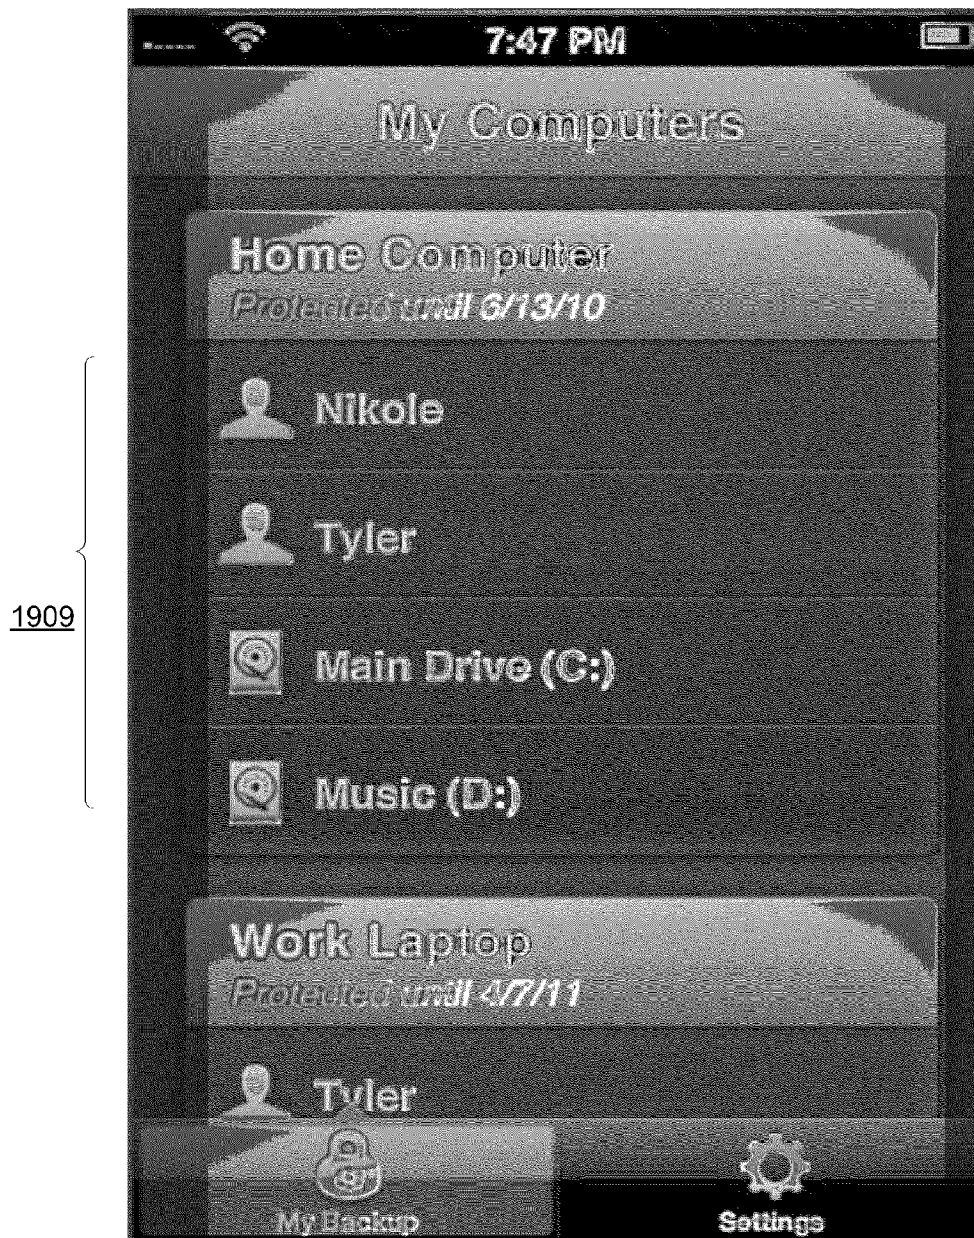 7:47 PM
My Computers
Home Computer
Protected until 6/13/10
Nikole
Tyler
1909
Main Drive (C:)
Music (D:)
Work Laptop
Protected until 4/7/11
Tyler
My Backup
Settings